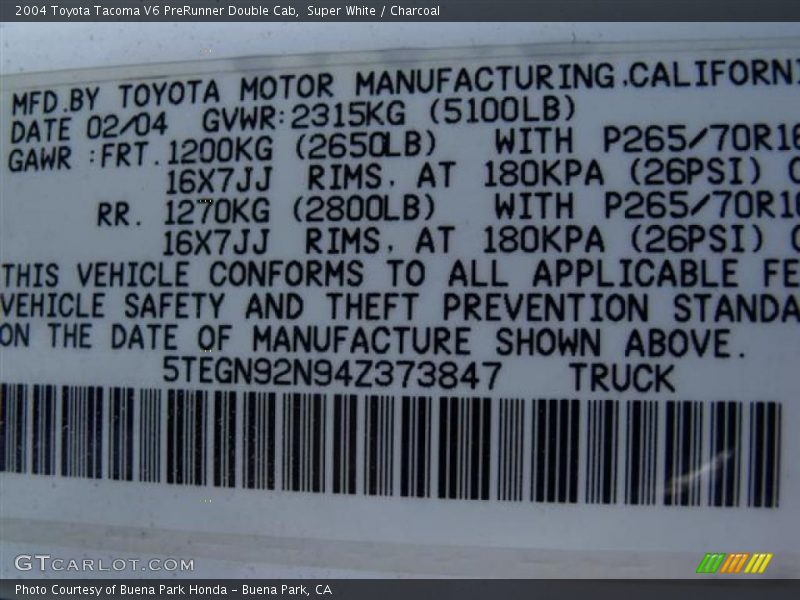 2004 Toyota Tacoma V6 PreRunner Double Cab,  Super White / Charcoal
MFD.BY TOYOTA MOTOR MANUFACTURING,CALIFORNI
DATE 02/04 GVWR:2315KG (5100LB)
GAWR :FRT.1200KG (2650LB) WITH P265/70R16
16X7JJ RIMS, AT 180KPA (26PSI) C
RR. 1270KG (2800LB) WITH P265/70R16
16X7JJ RIMS, AT 180KPA (26PSI) C
THIS VEHICLE CONFORMS TO ALL APPLICABLE FE
VEHICLE SAFETY AND THEFT PREVENTION STANDA
ON THE DATE OF MANUFACTURE SHOWN ABOVE.
5TEGN92N94Z373847 TRUCK
GTCARLOT.COM
Photo Courtesy of Buena Park Honda - Buena Park, CA